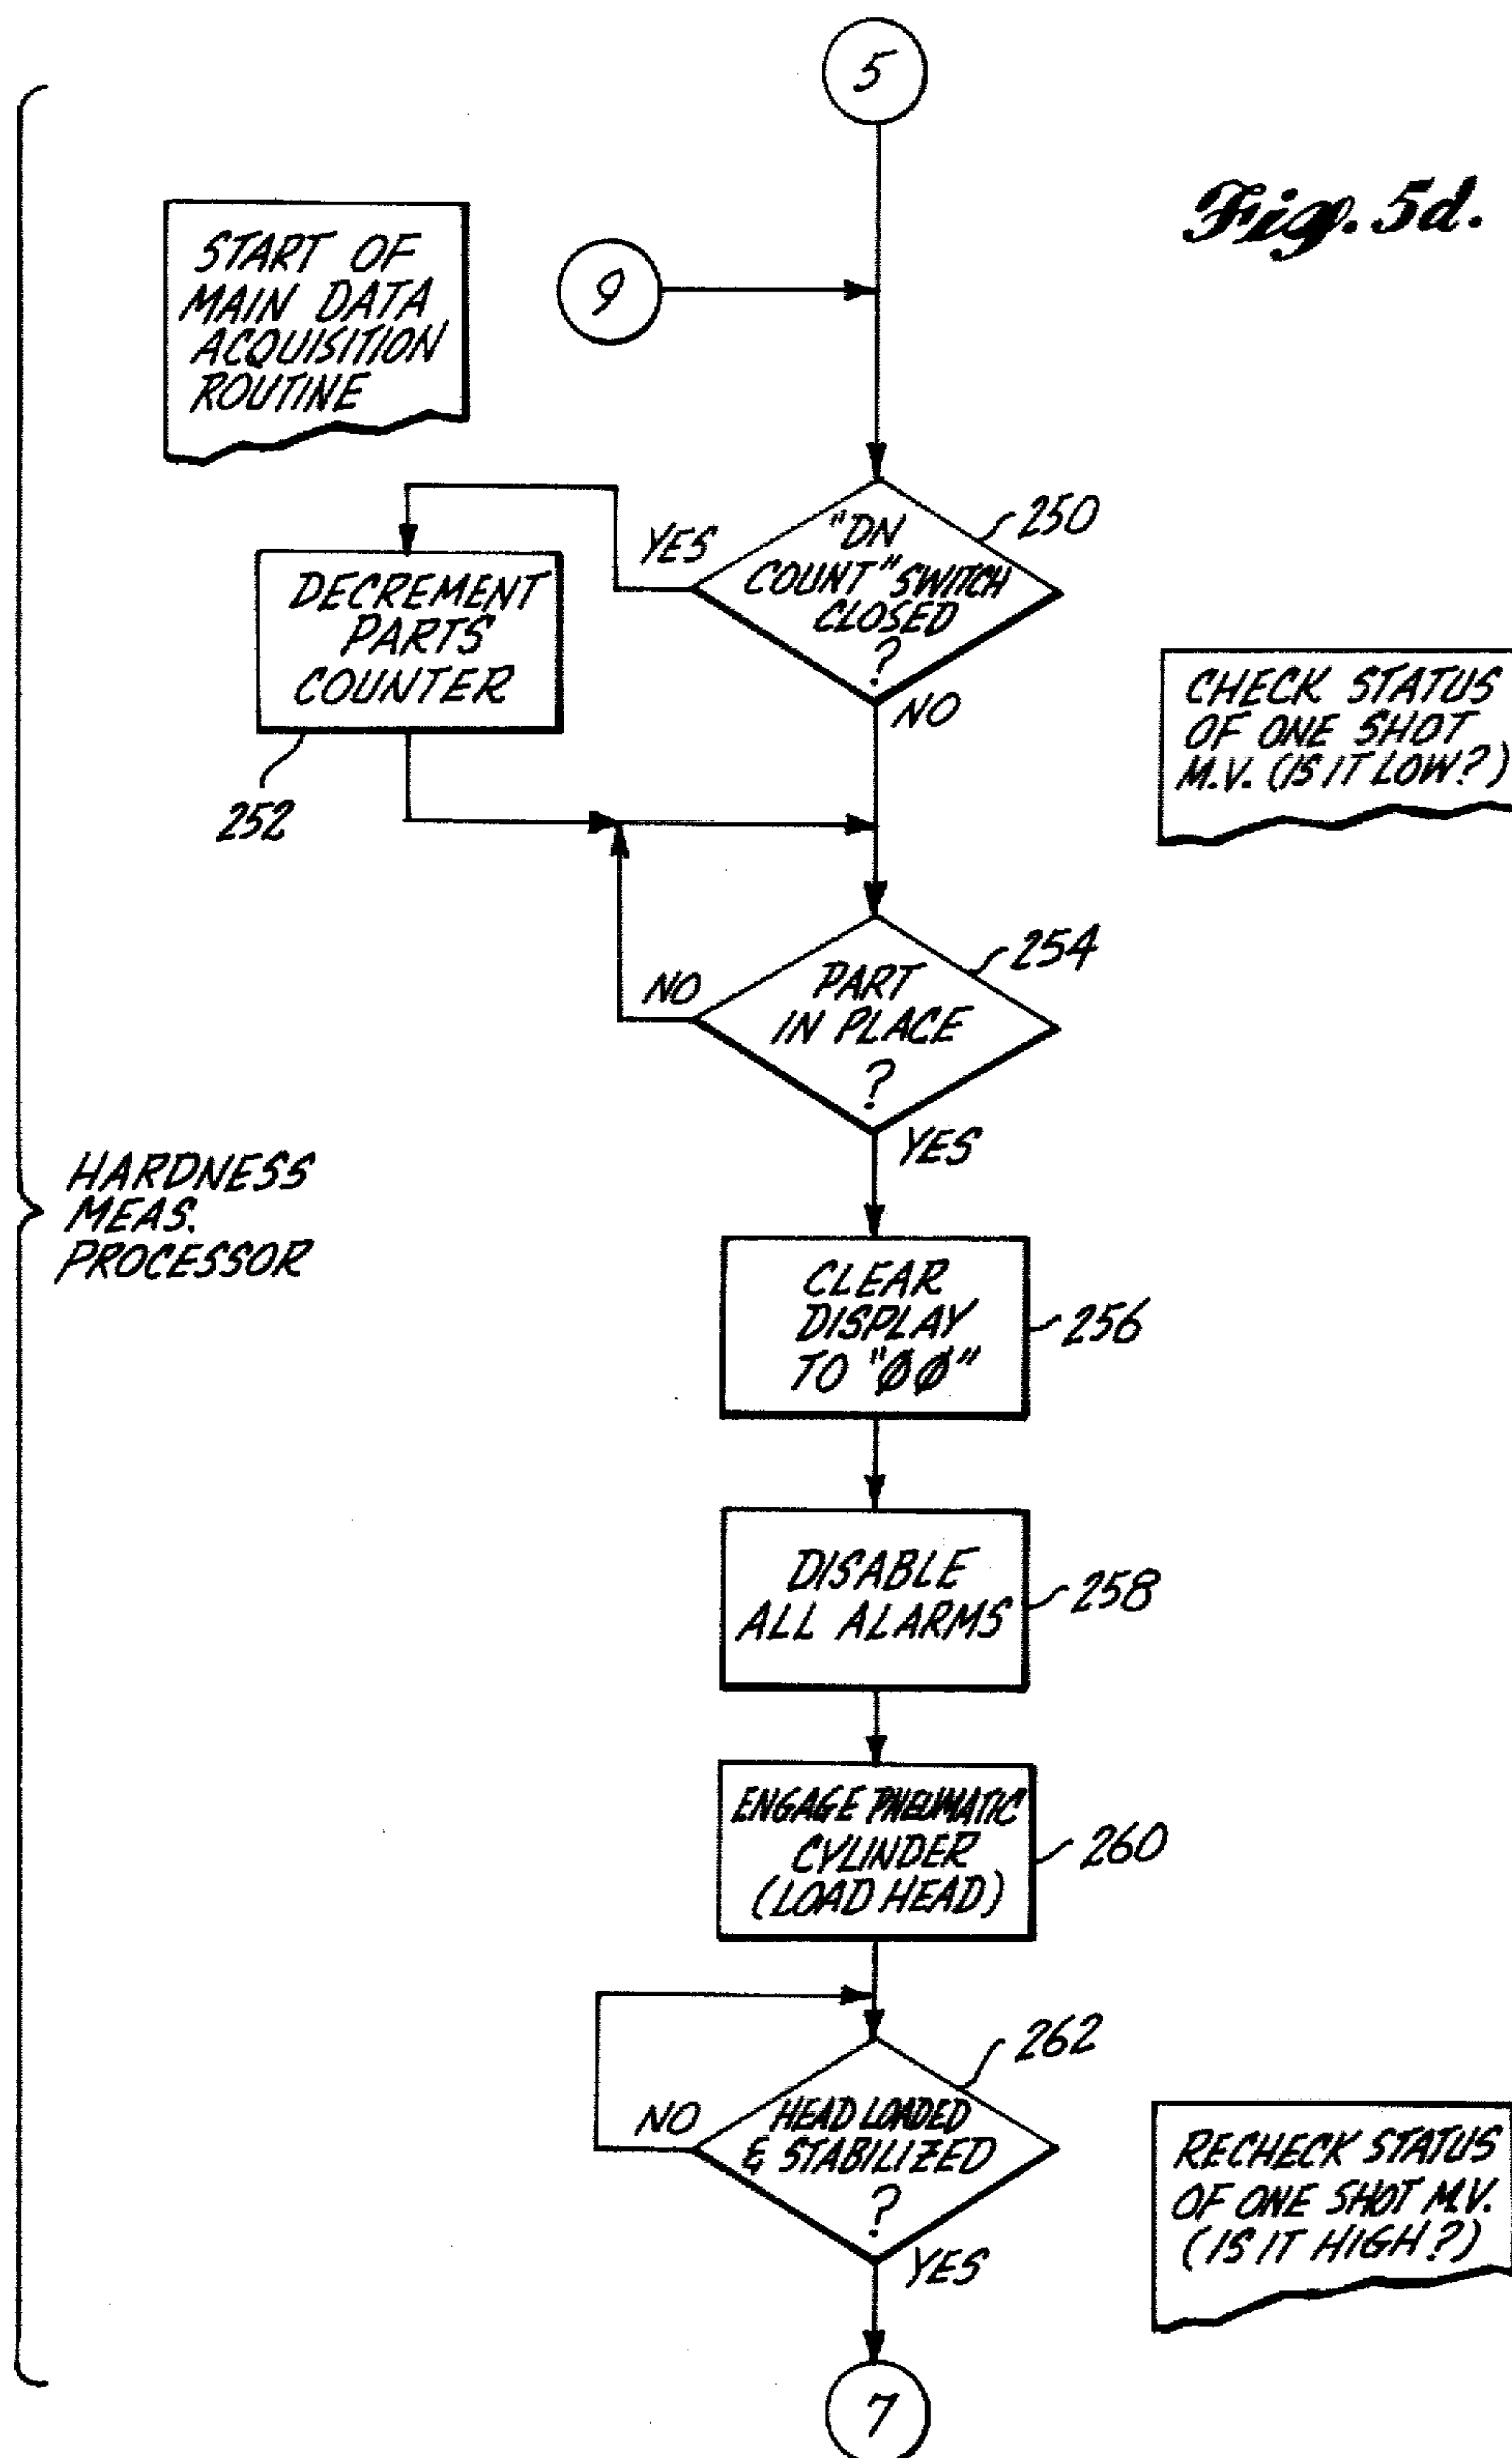 5
Fig. 5d.
START OF
MAIN DATA
ACQUISITION
ROUTINE
9
"DN
COUNT" SWITCH
CLOSED
?
250
YES
NO
DECREMENT
PARTS
COUNTER
252
CHECK STATUS
OF ONE SHOT
M.V. (IS IT LOW?)
PART
IN PLACE
?
254
NO
YES
HARDNESS
MEAS.
PROCESSOR
CLEAR
DISPLAY
TO "ØØ"
256
DISABLE
ALL ALARMS
258
ENGAGE PNEUMATIC
CYLINDER
(LOAD HEAD)
260
HEAD LOADED
& STABILIZED
?
262
NO
YES
RECHECK STATUS
OF ONE SHOT M.V.
(IS IT HIGH?)
7